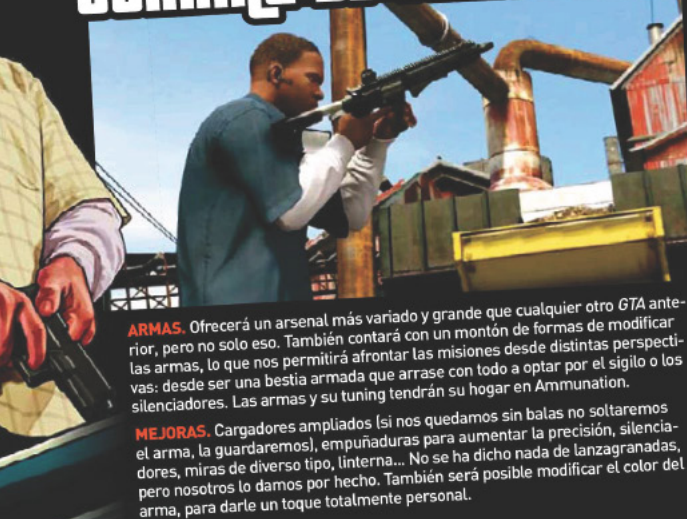 ARMAS. Ofrecerá un arsenal más variado y grande que cualquier otro GTA ante-
rior, pero no solo eso. También contará con un montón de formas de modificar
las armas, lo que nos permitirá afrontar las misiones desde distintas perspecti-
vas: desde ser una bestia armada que arrase con todo a optar por el sigilo o los
silenciadores. Las armas y su tuning tendrán su hogar en Ammunation.
MEJORAS. Cargadores ampliados (si nos quedamos sin balas no soltaremos
el arma, la guardaremos), empuñaduras para aumentar la precisión, silencia-
dores, miras de diverso tipo, linterna... No se ha dicho nada de lanzagranadas,
pero nosotros lo damos por hecho. También será posible modificar el color del
arma, para darle un toque totalmente personal.